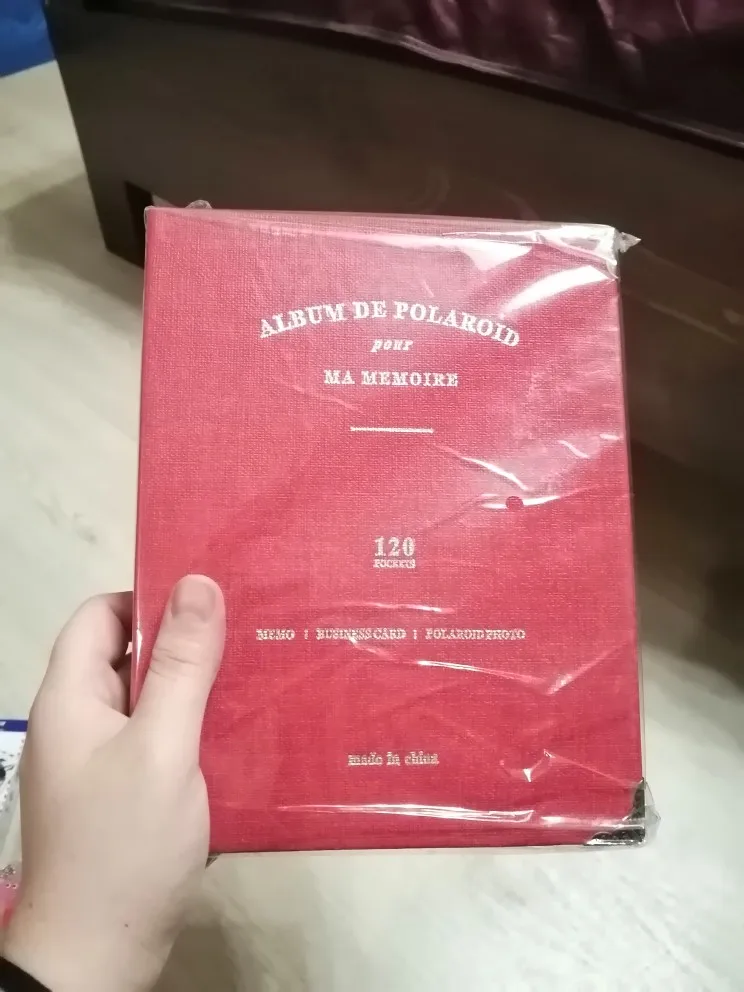 ALBUM DE POLAROID
pour
MA MEMOIRE
120
POCKETS
MEMO : BUSINESS CARD : POLAROID PHOTO
made in china